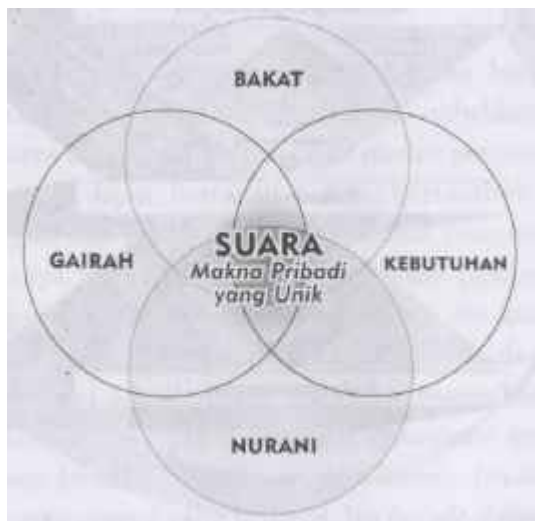 BAKAT
GAIRAH
SUARA
Makna Pribadi
yang Unik
KEBUTUHAN
NURANI